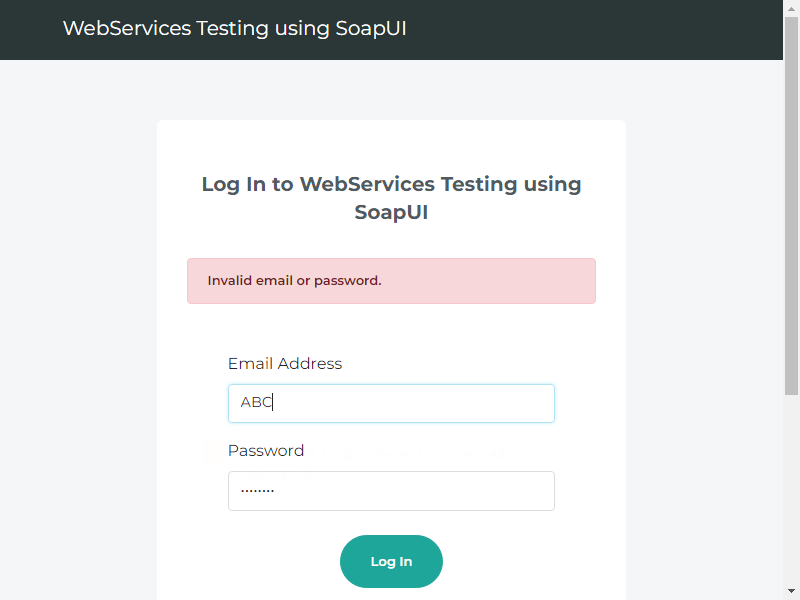 WebServices Testing using SoapUI
Log In to WebServices Testing using
SoapUI
Invalid email or password.
Email Address
ABC
Password
········
Log In